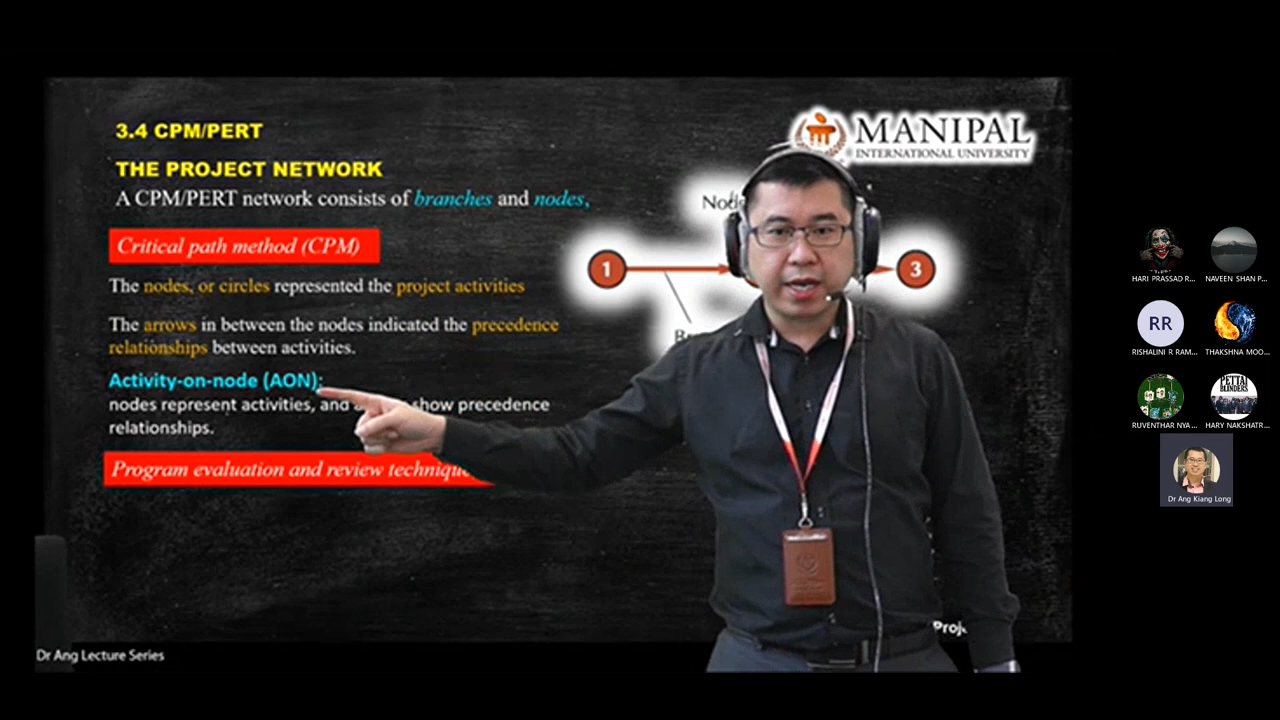 3.4 CPM/PERT
THE PROJECT NETWORK
A CPM/PERT network consists of branches and nodes,
Critical path method (CPM)
The nodes, or circles represented the project activities
The arrows in between the nodes indicated the precedence
relationships between activities.
Activity-on-node (AON):
nodes represent activities, and show precedence
relationships.
Program evaluation and review technique
MANIPAL
INTERNATIONAL UNIVERSITY
1
3
Dr Ang Lecture Series
HARI PRASSAD R...
NAVEEN SHAN P...
RR
RISHALINI R RAM...
THAKSHNA MOO...
PETTAI
BLINDERS
RUVENTHAR NYA...
HARY NAKSHATR...
Dr Ang Kiang Long